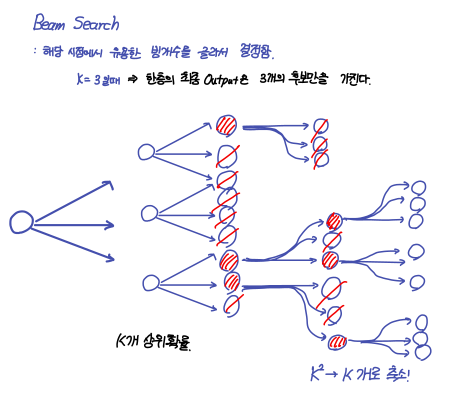 Beam Search
: 해당 시점에서 유용한 빔개수를 골라서 결정함.
K = 3 일때 ⇒ 한층의 최종 Output은 3개의 후보만을 가진다.
K개 상위확률.
K² → K 개로 축소!